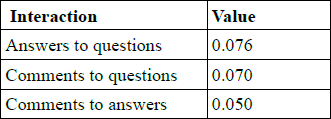 Interaction Value
Answers to questions 0.076
Comments to questions 0.070
Comments to answers 0.050